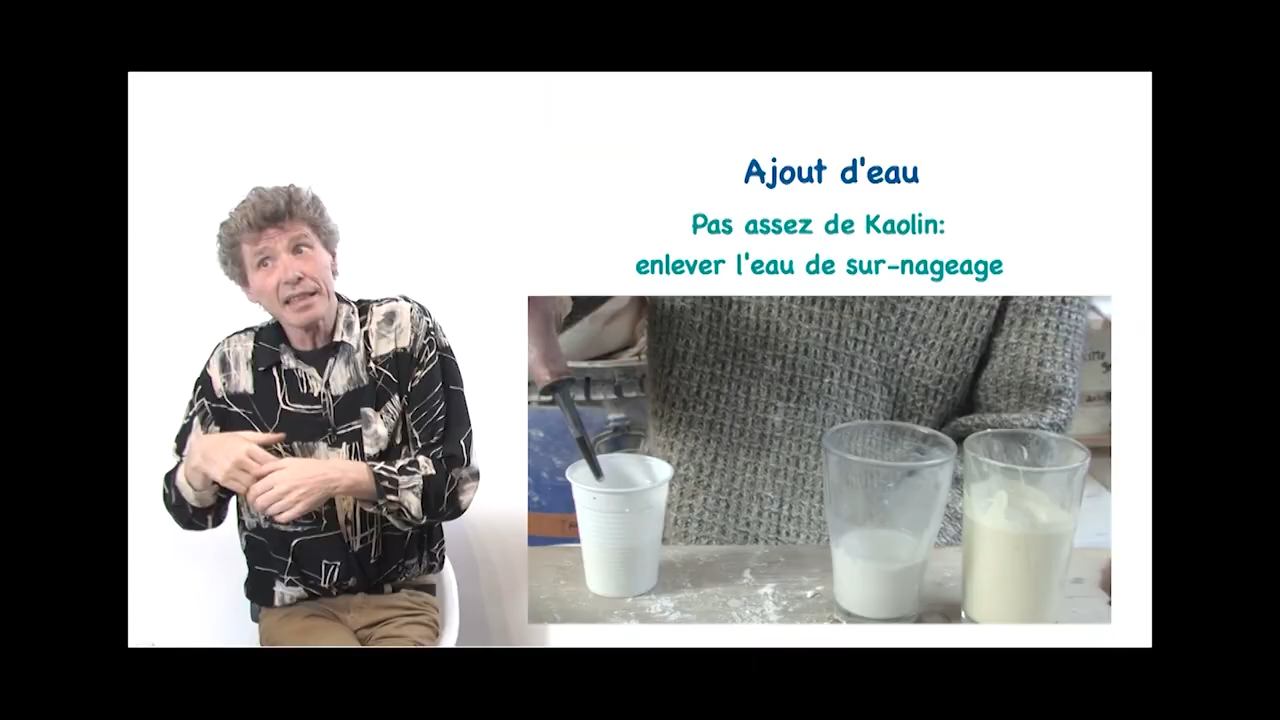 Ajout d'eau
Pas assez de Kaolin:
enlever l'eau de sur-nageage